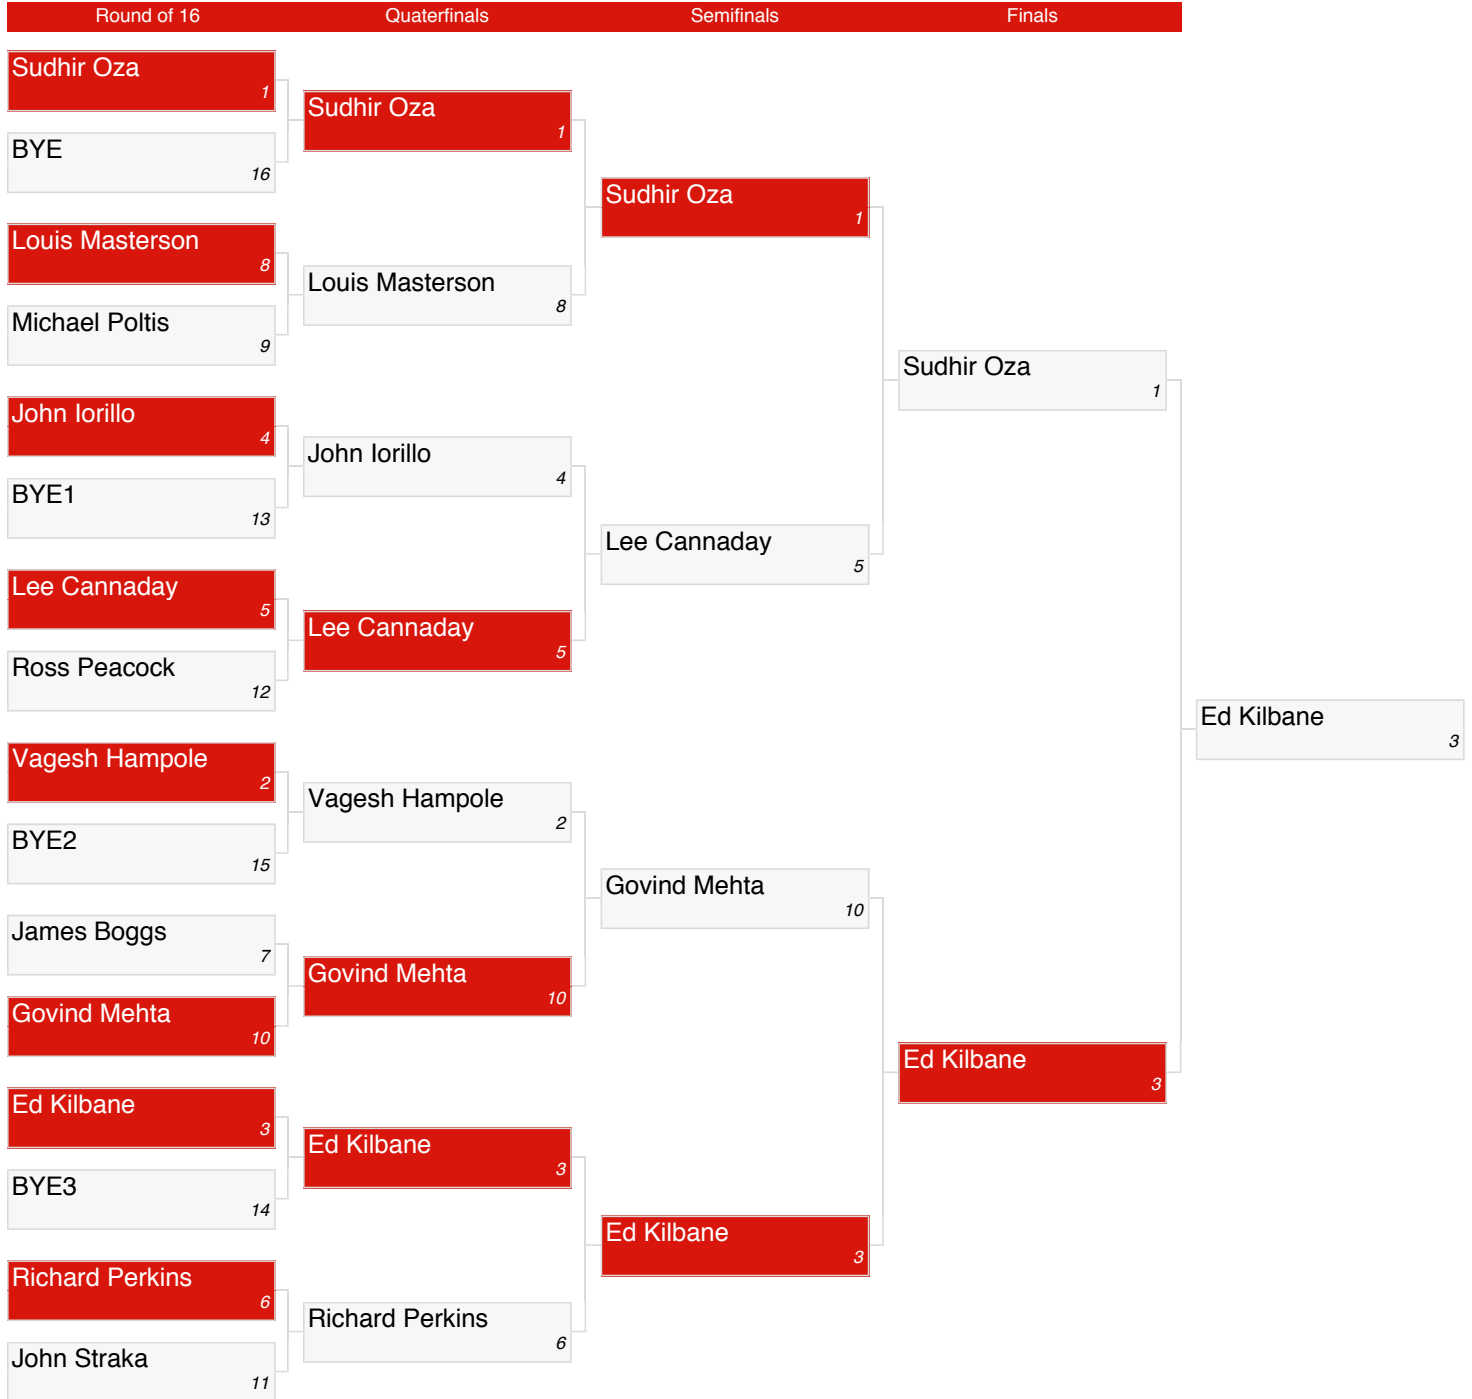 Round of 16 Quaterfinals Semifinals Finals
Sudhir Oza
1
BYE
16
Louis Masterson
8
Michael Poltis
9
John Iorillo
4
BYE1
13
Lee Cannaday
5
Ross Peacock
12
Vagesh Hampole
2
BYE2
15
James Boggs
7
Govind Mehta
10
Ed Kilbane
3
BYE3
14
Richard Perkins
6
John Straka
11
Sudhir Oza
1
Louis Masterson
8
John Iorillo
4
Lee Cannaday
5
Vagesh Hampole
2
Govind Mehta
10
Ed Kilbane
3
Richard Perkins
6
Sudhir Oza
1
Lee Cannaday
5
Govind Mehta
10
Ed Kilbane
3
Sudhir Oza
1
Ed Kilbane
3
Ed Kilbane
3